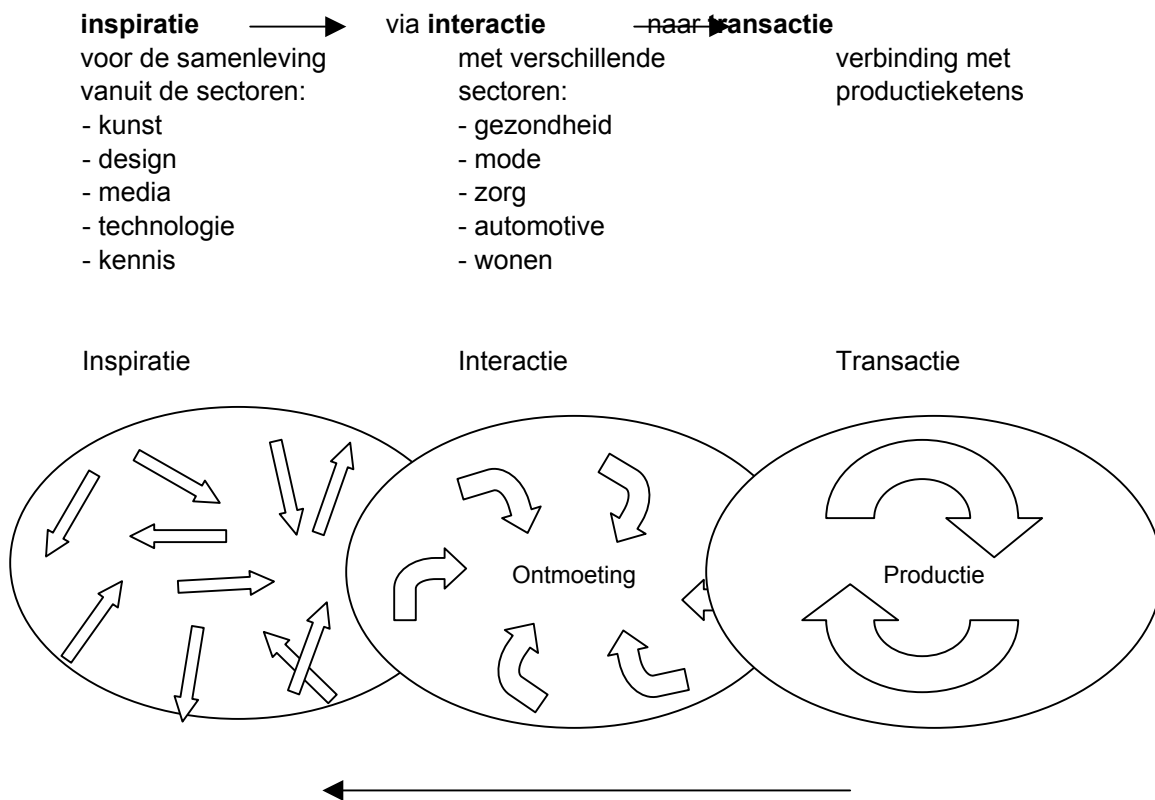 inspiratie via interactie naar transactie
voor de samenleving met verschillende verbinding met
vanuit de sectoren: sectoren: productieketens
- kunst - gezondheid
- design - mode
- media - zorg
- technologie - automotive
- kennis - wonen
Inspiratie Interactie Transactie
Ontmoeting Productie